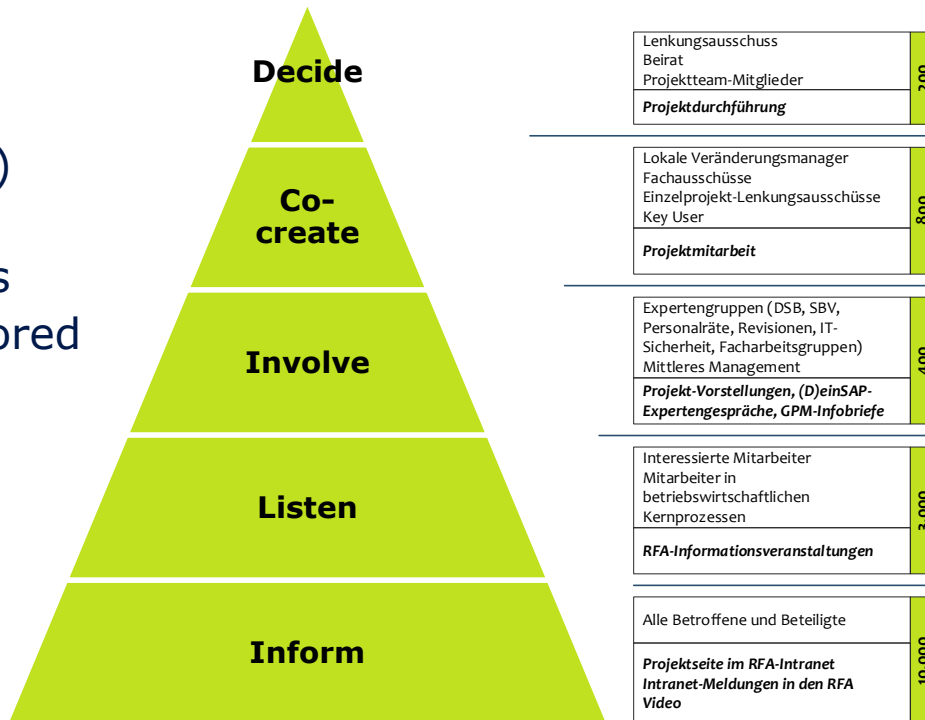 )
s
ored
Decide
Co-
create
Involve
Listen
Inform
Lenkungsausschuss
Beirat
Projektteam-Mitglieder
Projektdurchführung
200
Lokale Veränderungsmanager
Fachausschüsse
Einzelprojekt-Lenkungsausschüsse
Key User
Projektmitarbeit
800
Expertengruppen (DSB, SBV,
Personalräte, Revisionen, IT-
Sicherheit, Facharbeitsgruppen)
Mittleres Management
Projekt-Vorstellungen, (D)einSAP-
Expertengespräche, GPM-Infobriefe
400
Interessierte Mitarbeiter
Mitarbeiter in
betriebswirtschaftlichen
Kernprozessen
RFA-Informationsveranstaltungen
3.000
Alle Betroffene und Beteiligte
Projektseite im RFA-Intranet
Intranet-Meldungen in den RFA
Video
10.000